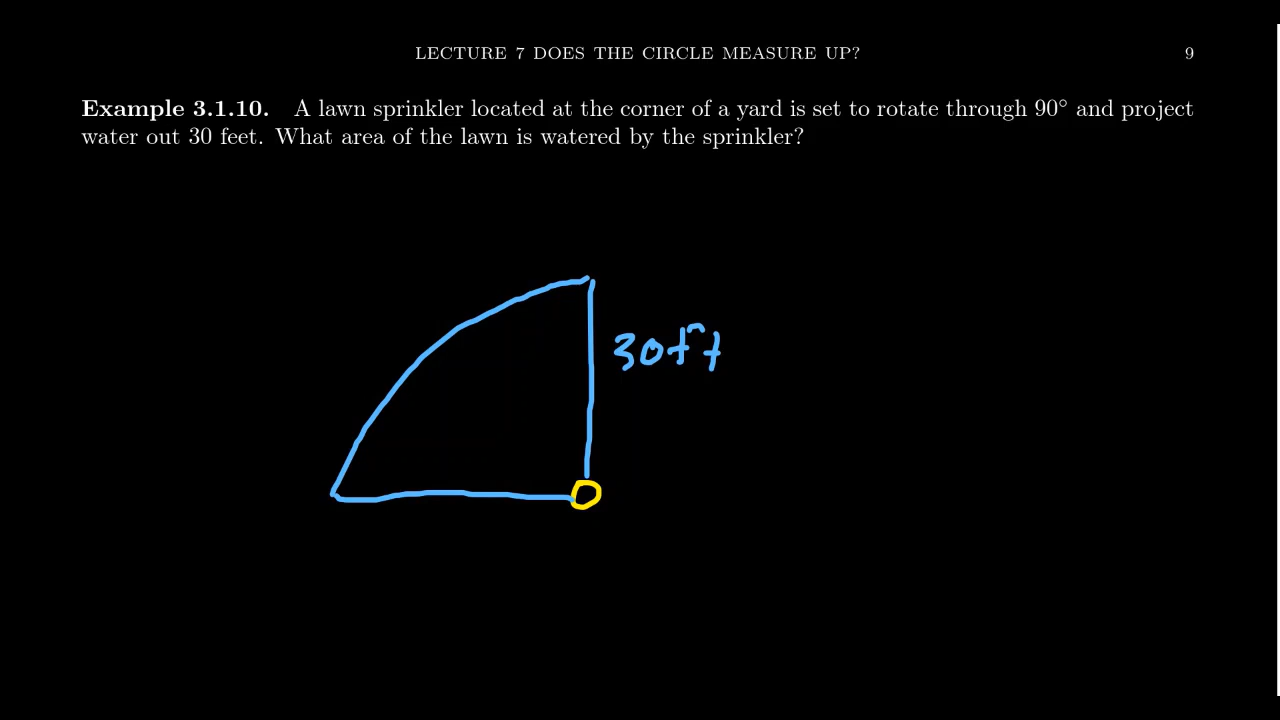 LECTURE 7 DOES THE CIRCLE MEASURE UP? 9
Example 3.1.10. A lawn sprinkler located at the corner of a yard is set to rotate through 90° and project
water out 30 feet. What area of the lawn is watered by the sprinkler?
30ft